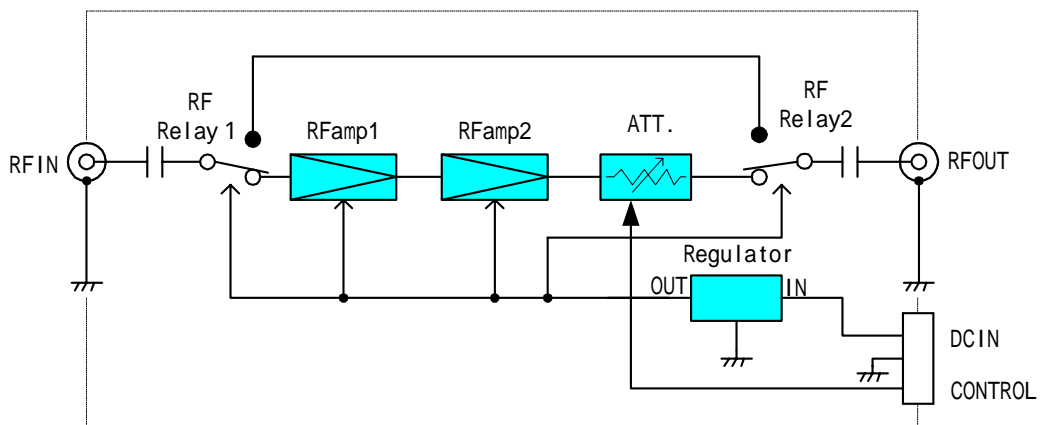 RF
Relay 1
RFamp1
RFamp2
ATT.
RF
Relay2
RFIN
RFOUT
Regulator
OUT
IN
DCIN
CONTROL